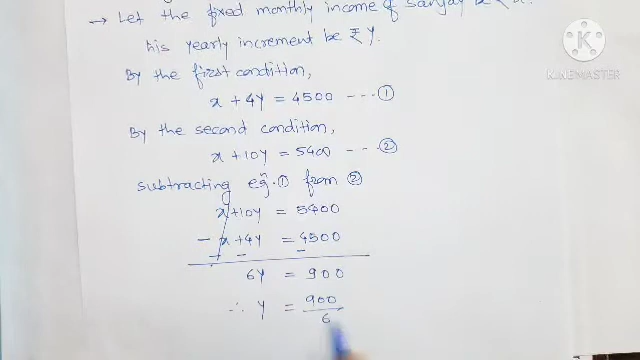 → Let the fixed monthly income of Sanjay be ₹
his yearly increment be ₹ y.
By the first condition,
x + 4y = 4500 --- ①
By the second condition,
x + 10y = 5400 -- ②
subtracting eqⁿ. ① from ②
x + 10y = 5400
- x + 4y = 4500
- - -
6y = 900
∴ y = 900/6
K
KINEMASTER